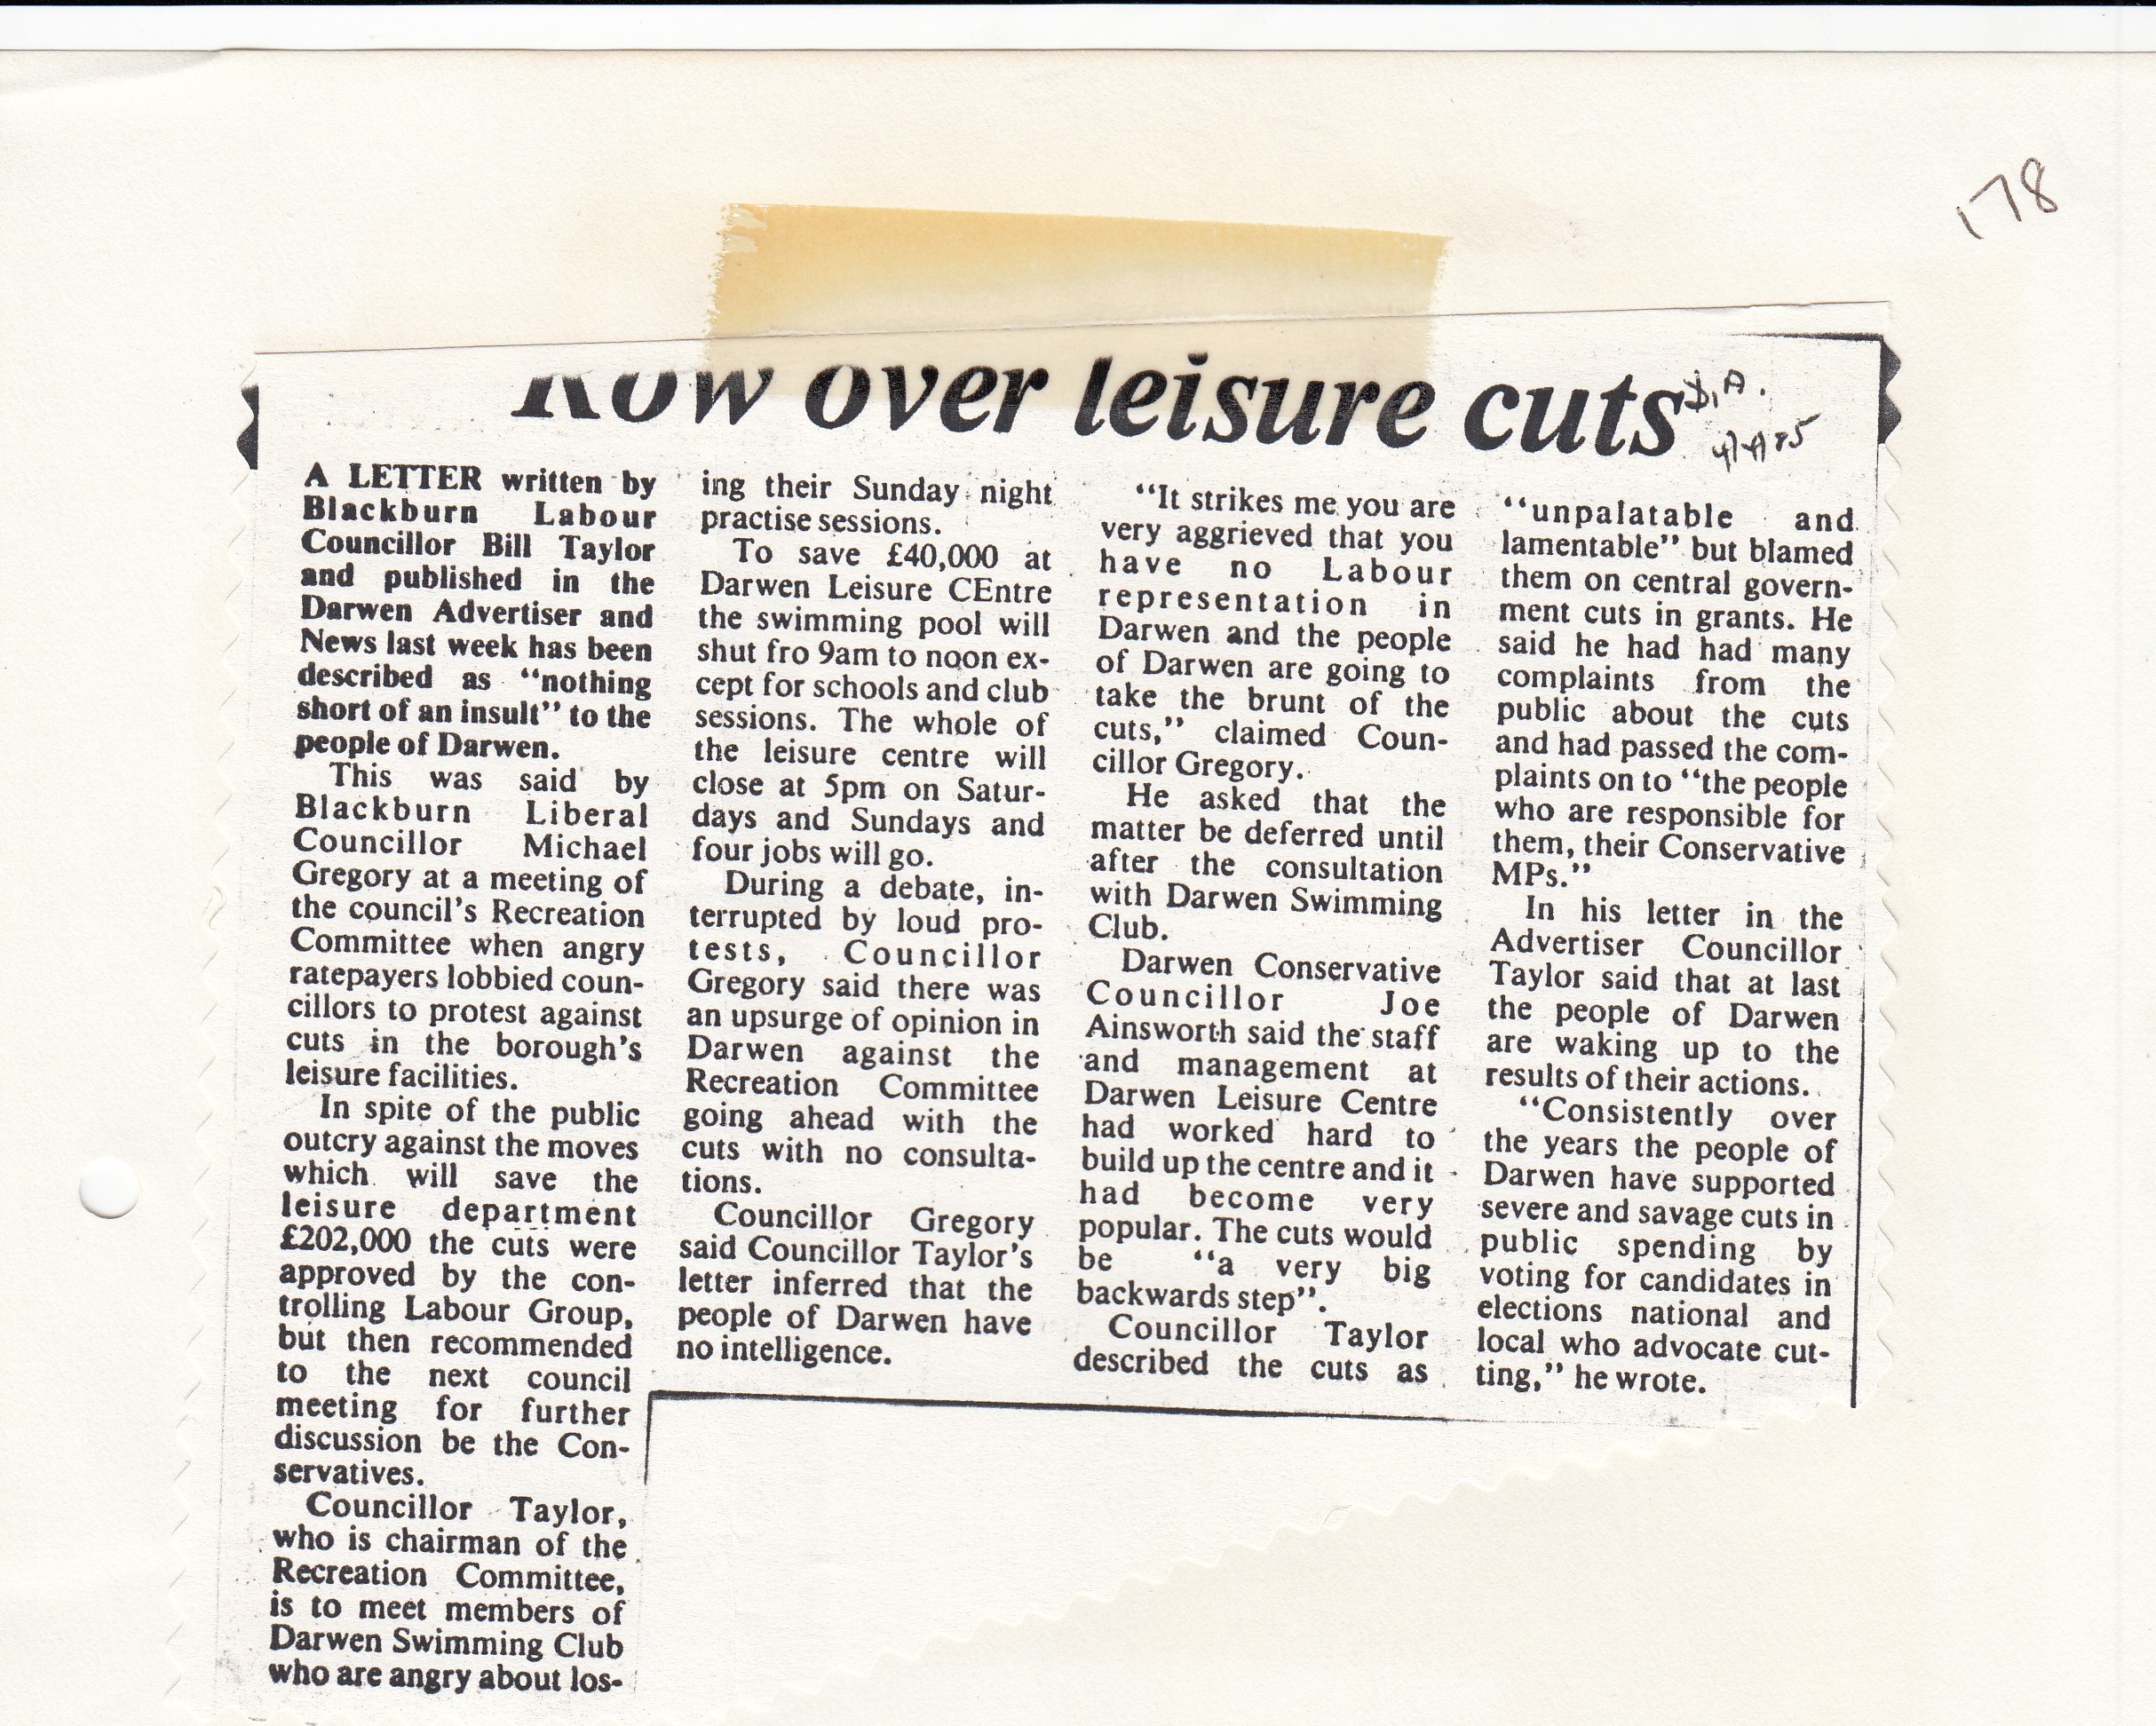 178
Row over leisure cuts
D.A.
4/4/85
A LETTER written by
Blackburn Labour
Councillor Bill Taylor
and published in the
Darwen Advertiser and
News last week has been
described as “nothing
short of an insult” to the
people of Darwen.
This was said by
Blackburn Liberal
Councillor Michael
Gregory at a meeting of
the council’s Recreation
Committee when angry
ratepayers lobbied coun-
cillors to protest against
cuts in the borough’s
leisure facilities.
In spite of the public
outcry against the moves
which will save the
leisure department
£202,000 the cuts were
approved by the con-
trolling Labour Group,
but then recommended
to the next council
meeting for further
discussion be the Con-
servatives.
Councillor Taylor,
who is chairman of the
Recreation Committee,
is to meet members of
Darwen Swimming Club
who are angry about los-
ing their Sunday night
practise sessions.
To save £40,000 at
Darwen Leisure CEntre
the swimming pool will
shut fro 9am to noon ex-
cept for schools and club
sessions. The whole of
the leisure centre will
close at 5pm on Satur-
days and Sundays and
four jobs will go.
During a debate, in-
terrupted by loud pro-
tests, Councillor
Gregory said there was
an upsurge of opinion in
Darwen against the
Recreation Committee
going ahead with the
cuts with no consulta-
tions.
Councillor Gregory
said Councillor Taylor’s
letter inferred that the
people of Darwen have
no intelligence.
“It strikes me you are
very aggrieved that you
have no Labour
representation in
Darwen and the people
of Darwen are going to
take the brunt of the
cuts,” claimed Coun-
cillor Gregory.
He asked that the
matter be deferred until
after the consultation
with Darwen Swimming
Club.
Darwen Conservative
Councillor Joe
Ainsworth said the staff
and management at
Darwen Leisure Centre
had worked hard to
build up the centre and it
had become very
popular. The cuts would
be “a very big
backwards step”.
Councillor Taylor
described the cuts as
“unpalatable and
lamentable” but blamed
them on central govern-
ment cuts in grants. He
said he had had many
complaints from the
public about the cuts
and had passed the com-
plaints on to “the people
who are responsible for
them, their Conservative
MPs.”
In his letter in the
Advertiser Councillor
Taylor said that at last
the people of Darwen
are waking up to the
results of their actions.
“Consistently over
the years the people of
Darwen have supported
severe and savage cuts in
public spending by
voting for candidates in
elections national and
local who advocate cut-
ting,” he wrote.